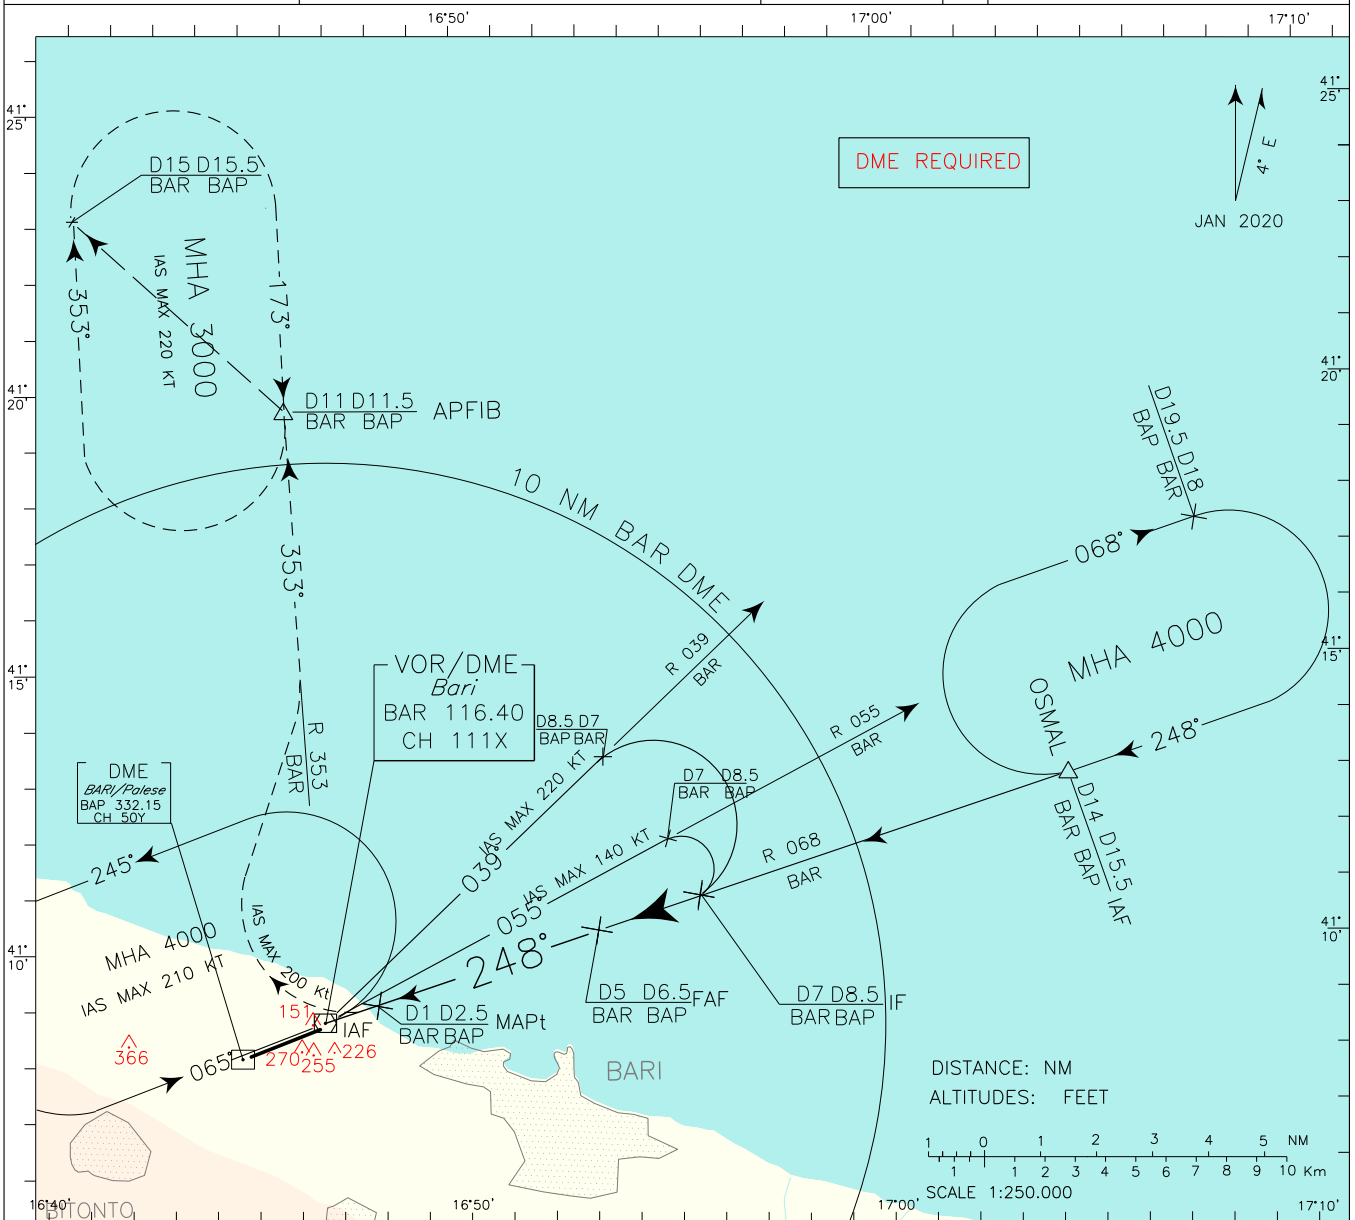 16°50' 17°00' 17°10'
41°
25'
41°
25'
DME REQUIRED
4° E
JAN 2020
D15 D15.5
BAR BAP
MHA 3000
IAS MAX 220 KT
353°
173°
41°
20'
41°
20'
D11 D11.5
BAR BAP
APFIB
D19.5 D18
BAP BAR
10 NM BAR DME
068°
353°
MHA 4000
R 039
BAR
41°
15'
41°
15'
VOR/DME
Bari
BAR 116.40
CH 111X
OSMAL
R 055
BAR
248°
D8.5 D7
BAP BAR
R 353
BAR
DME
BARI/Palese
BAP 332.15
CH 50Y
D7 D8.5
BAR BAP
IAS MAX 220 KT
D14 D15.5
BAR BAP
IAF
R 068
BAR
039°
IAS MAX 140 KT
245°
055°
IAS MAX 200 Kt
248°
MHA 4000
IAS MAX 210 KT
41°
10'
41°
10'
D5 D6.5
BAR BAP
FAF
D7 D8.5
BAR BAP
IF
151
IAF
D1 D2.5
BAR BAP
MAPt
366
065°
270
255
226
BARI
DISTANCE: NM
ALTITUDES: FEET
1 0 1 2 3 4 5 NM
1 1 2 3 4 5 6 7 8 9 10 Km
SCALE 1:250.000
16°40' 16°50' 17°00' 17°10'
BITONTO